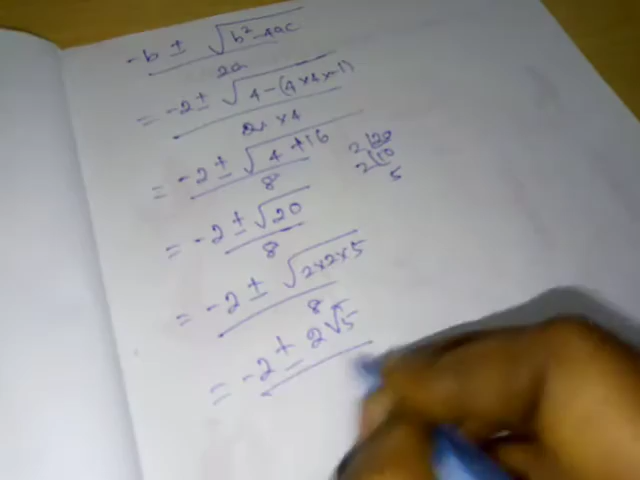 -b ± √b²-4ac
2a
= -2 ± √4-(4×4×-1)
2×4
= -2 ± √4+16
8
2|20
2|10
5
= -2 ± √20
8
= -2 ± √2×2×5
8
= -2 ± 2√5